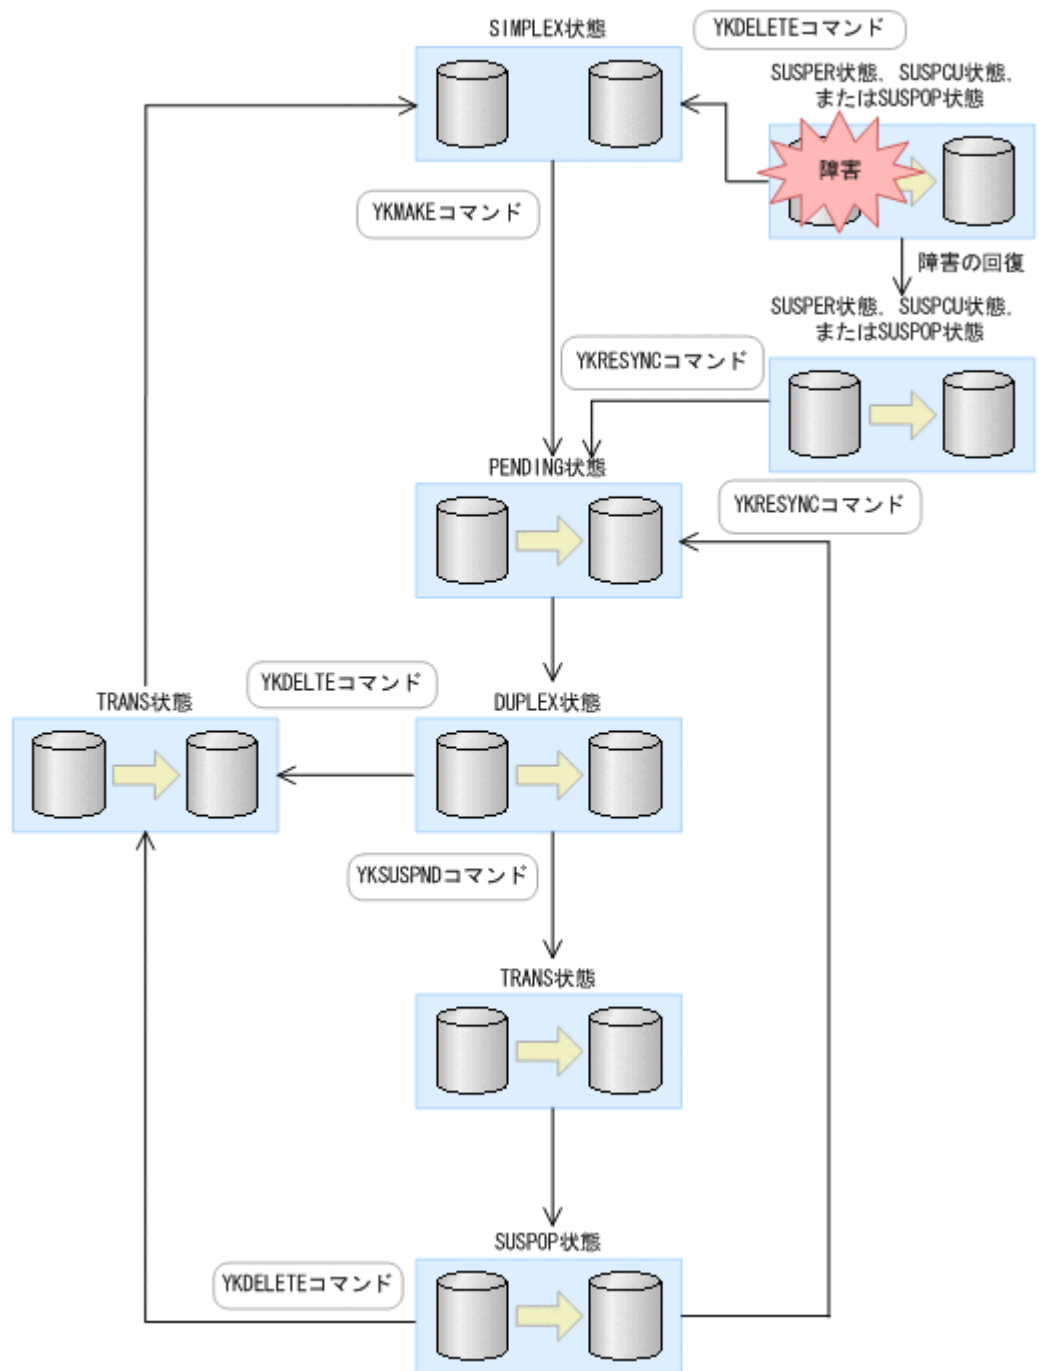 SIMPLEX状態
YKDELETEコマンド
SUSPER状態, SUSPCU状態,
またはSUSPOP状態
障害
YKMAKEコマンド
障害の回復
SUSPER状態, SUSPCU状態,
またはSUSPOP状態
YKRESYNCコマンド
PENDING状態
YKRESYNCコマンド
YKDELTEコマンド
TRANS状態
DUPLEX状態
YKSUSPNDコマンド
TRANS状態
SUSPOP状態
YKDELETEコマンド